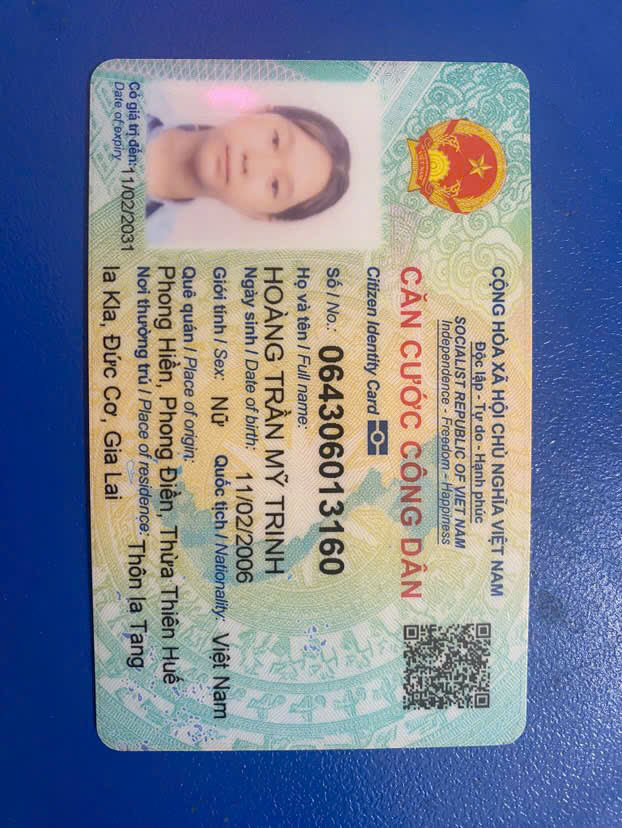 CỘNG HÒA XÃ HỘI CHỦ NGHĨA VIỆT NAM
Độc lập - Tự do - Hạnh phúc
SOCIALIST REPUBLIC OF VIET NAM
Independence - Freedom - Happiness
CĂN CƯỚC CÔNG DÂN
Citizen Identity Card
Số / No.: 064306013160
Họ và tên / Full name:
HOÀNG TRẦN MỸ TRINH
Ngày sinh / Date of birth: 11/02/2006
Giới tính / Sex: Nữ Quốc tịch / Nationality: Việt Nam
Quê quán / Place of origin:
Phong Hiền, Phong Điền, Thừa Thiên Huế
Nơi thường trú / Place of residence: Thôn Ia Tang
Ia Kla, Đức Cơ, Gia Lai
Có giá trị đến: 11/02/2031
Date of expiry